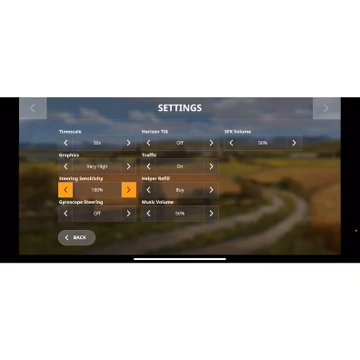 SETTINGS
Timescale
Horizon Tilt
SFX Volume
Off
50%
Graphics
Traffic
Very High
On
Steering Sensitivity
Helper Refill
180%
Buy
Gyroscope Steering
Music Volume
Off
50%
BACK